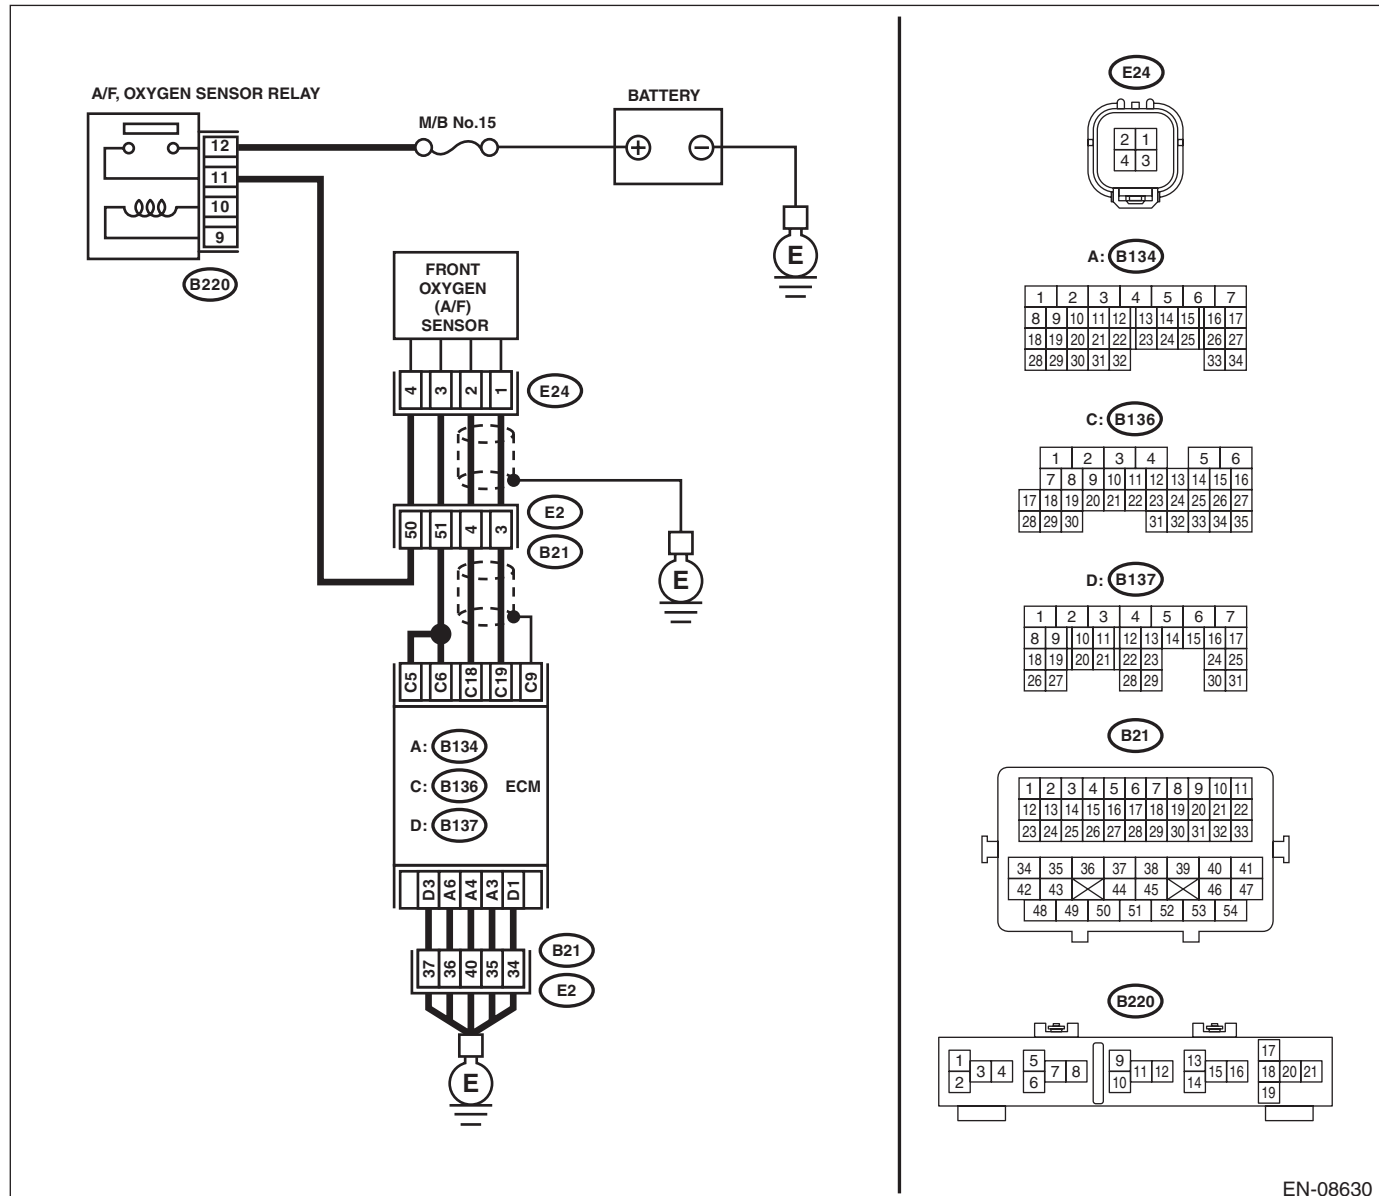 A/F, OXYGEN SENSOR RELAY
12
11
10
9
B220
M/B No.15
BATTERY
+
−
E
FRONT
OXYGEN
(A/F)
SENSOR
4 3 2 1
E24
50 51 4 3
E2
B21
E
C5 C6 C18 C19 C9
A: B134
C: B136 ECM
D: B137
D3 A6 A4 A3 D1
37 36 40 35 34
B21
E2
E
E24
2 1
4 3
A: B134
1 2 3 4 5 6 7
8 9 10 11 12 13 14 15 16 17
18 19 20 21 22 23 24 25 26 27
28 29 30 31 32 33 34
C: B136
1 2 3 4 5 6
7 8 9 10 11 12 13 14 15 16
17 18 19 20 21 22 23 24 25 26 27
28 29 30 31 32 33 34 35
D: B137
1 2 3 4 5 6 7
8 9 10 11 12 13 14 15 16 17
18 19 20 21 22 23 24 25
26 27 28 29 30 31
B21
1 2 3 4 5 6 7 8 9 10 11
12 13 14 15 16 17 18 19 20 21 22
23 24 25 26 27 28 29 30 31 32 33
34 35 36 37 38 39 40 41
42 43 44 45 46 47
48 49 50 51 52 53 54
B220
1 2 3 4
5 6 7 8
9 10 11 12
13 14 15 16
17 18 19 20 21
EN-08630